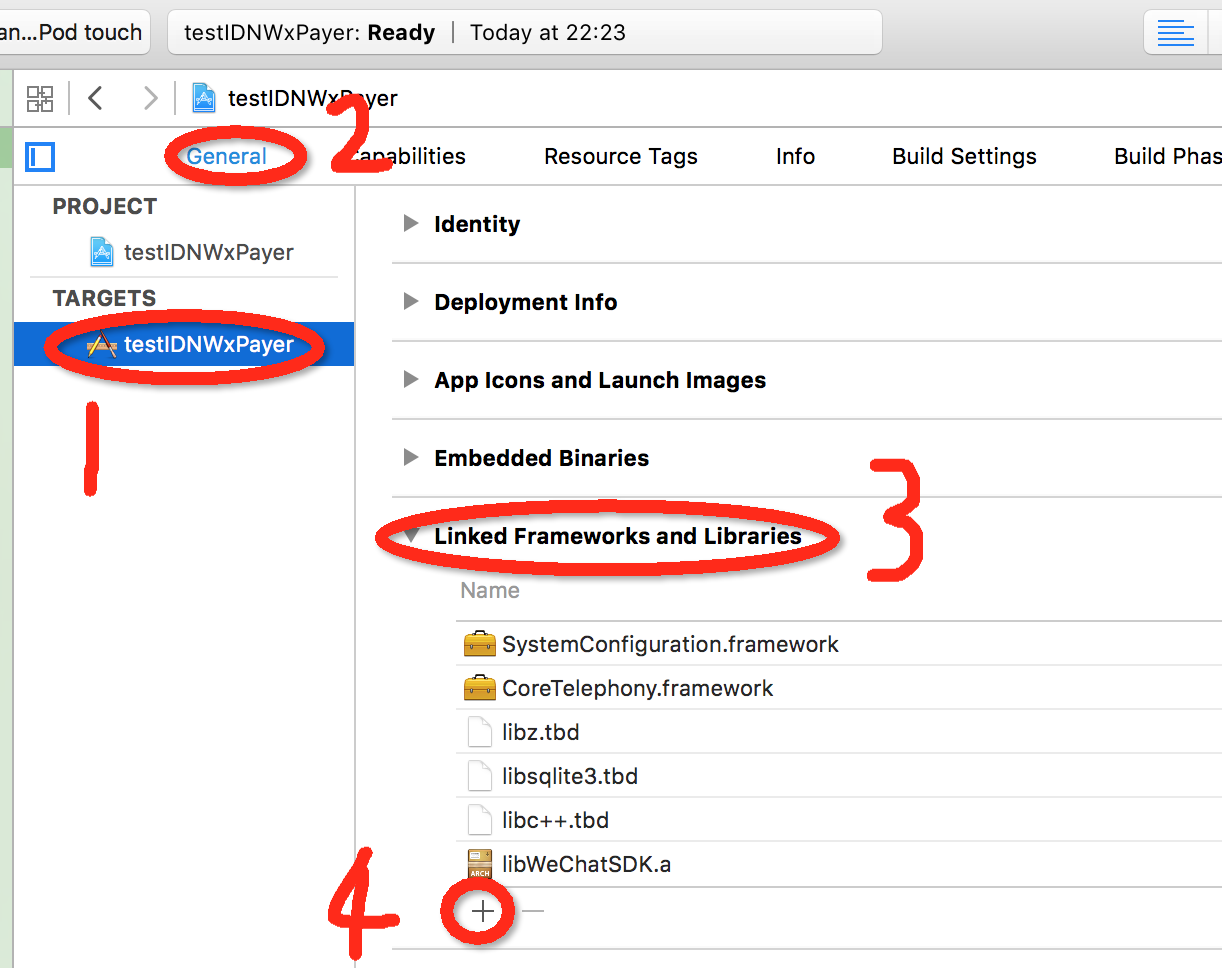 an...Pod touch
testIDNWxPayer: Ready | Today at 22:23
testIDNWxPayer
2
General
apabilities
Resource Tags
Info
Build Settings
Build Phas
PROJECT
testIDNWxPayer
TARGETS
testIDNWxPayer
1
Identity
Deployment Info
App Icons and Launch Images
Embedded Binaries
Linked Frameworks and Libraries
3
Name
SystemConfiguration.framework
CoreTelephony.framework
libz.tbd
libsqlite3.tbd
libc++.tbd
ARCH
libWeChatSDK.a
4